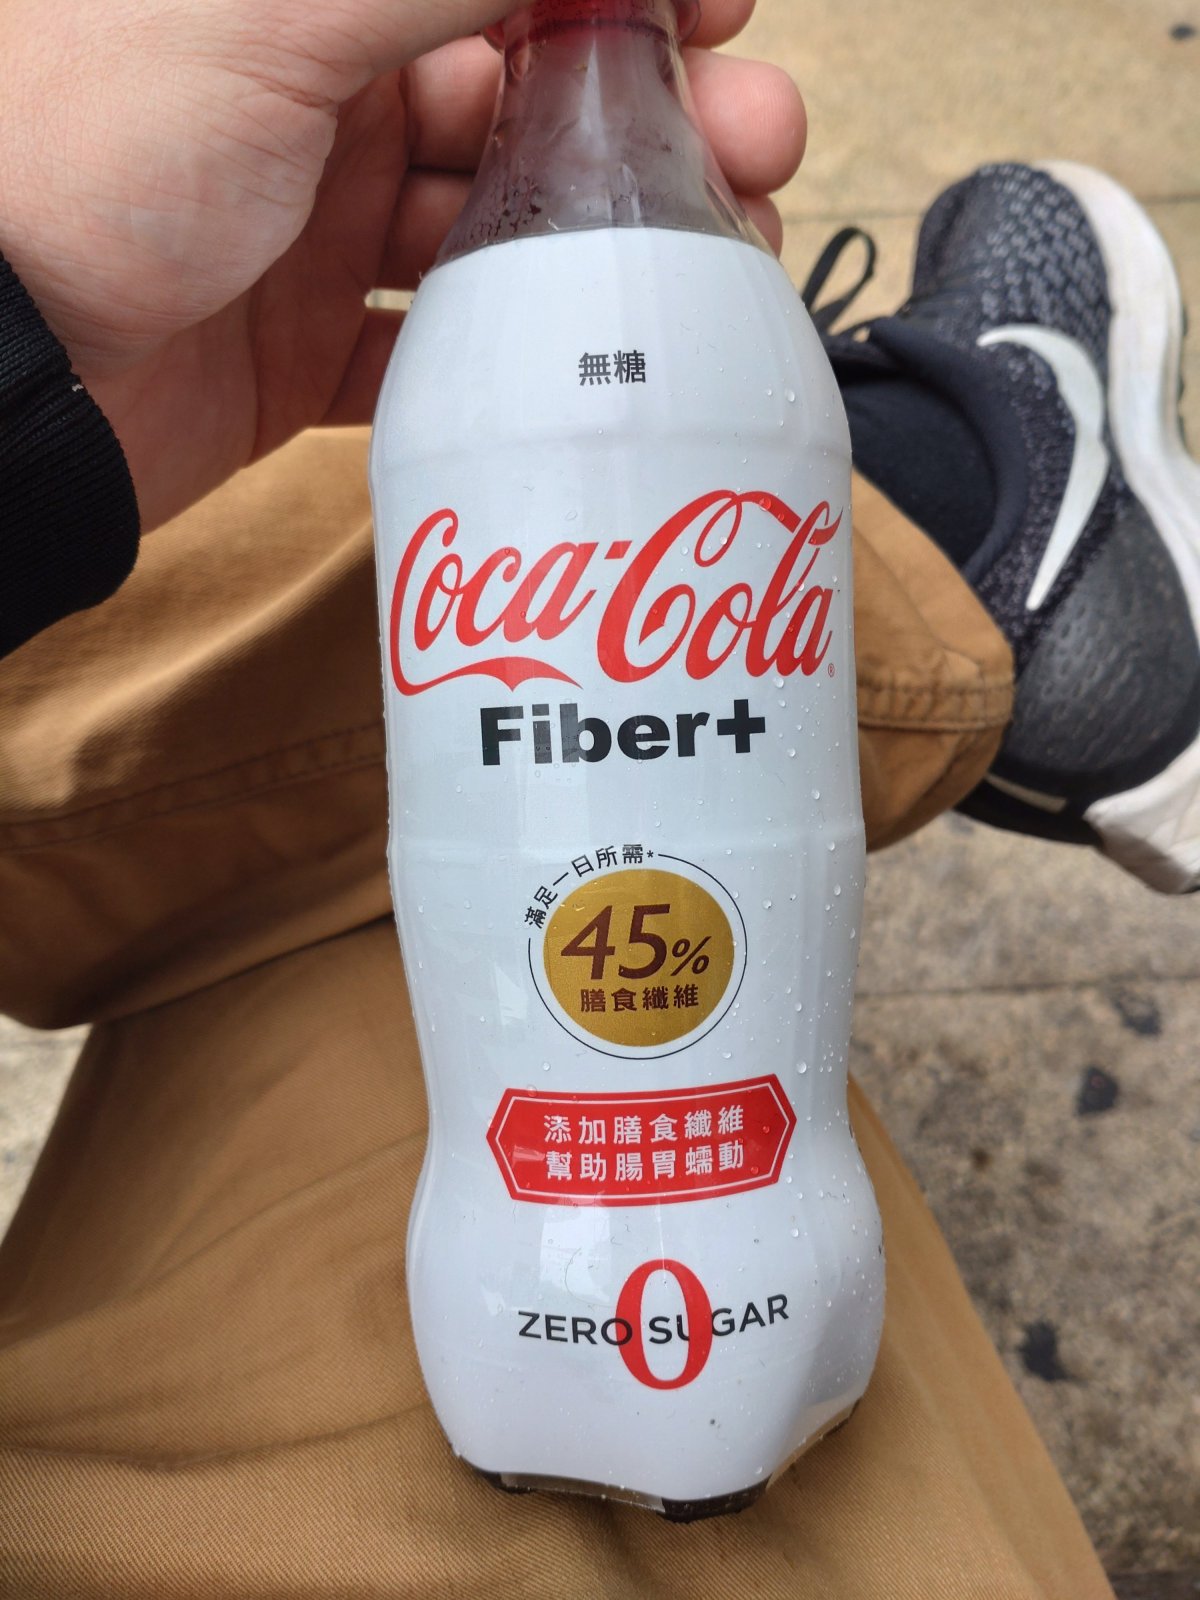 無糖
Coca-Cola®
Fiber+
滿足一日所需*
45%
膳食纖維
添加膳食纖維
幫助腸胃蠕動
ZERO SUGAR
0